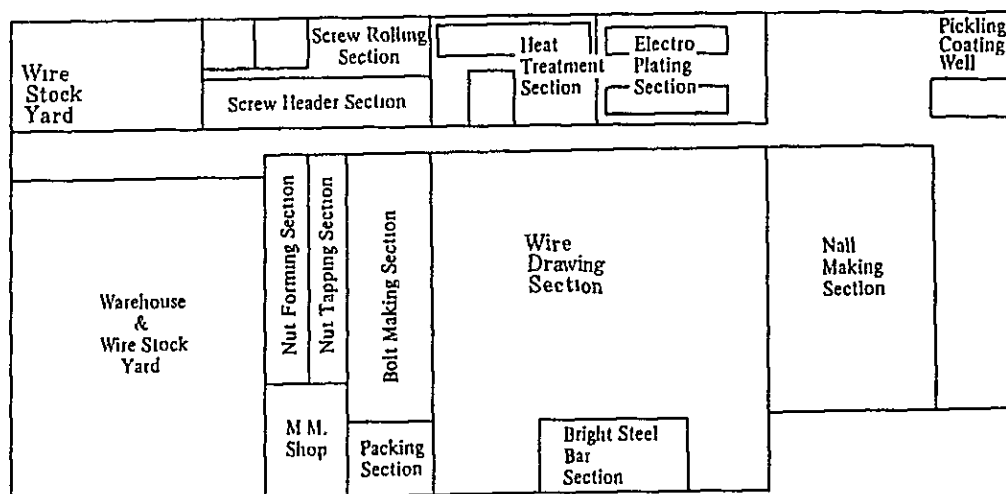 Wire
Stock
Yard
Screw Rolling
Section
Screw Header Section
Heat
Treatment
Section
Electro
Plating
Section
Pickling
Coating
Well
Warehouse
&
Wire Stock
Yard
Nut Forming Section
Nut Tapping Section
Bolt Making Section
M M.
Shop
Packing
Section
Wire
Drawing
Section
Bright Steel
Bar
Section
Nall
Making
Section